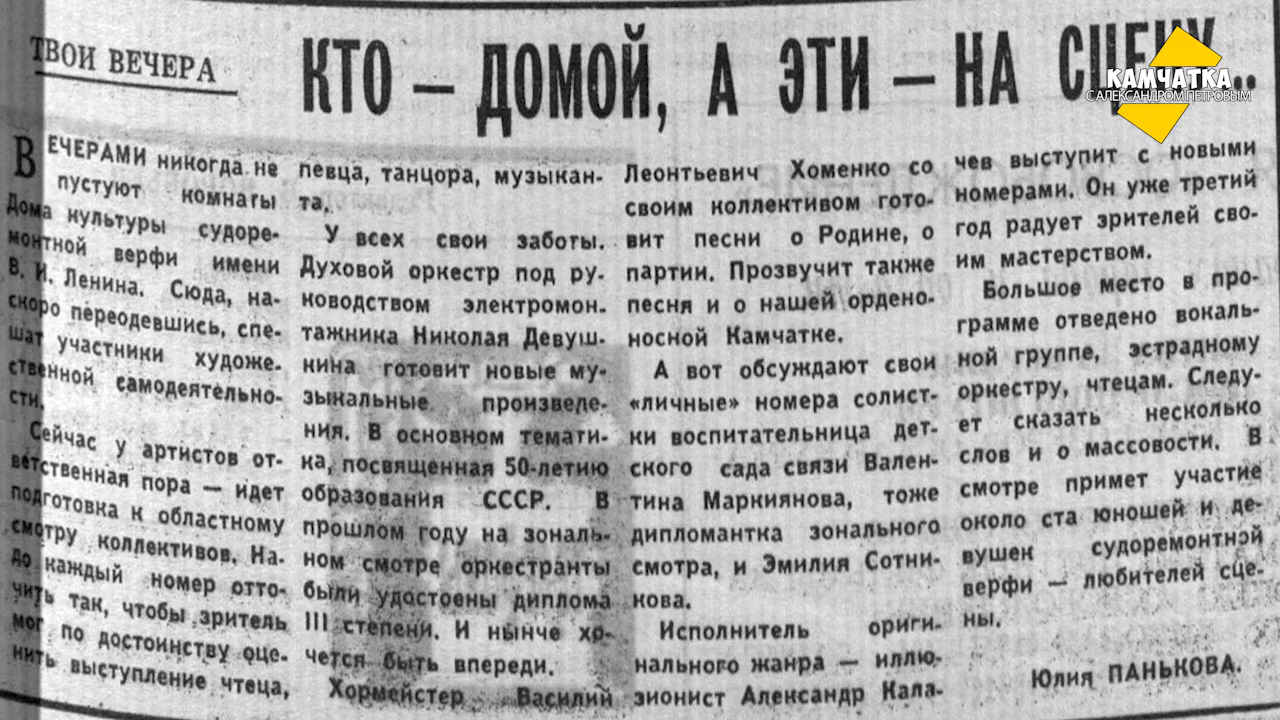 ТВОИ ВЕЧЕРА
КТО — ДОМОЙ, А ЭТИ — НА СЦЕНУ...
КАМЧАТКА
С АЛЕКСАНДРОМ ПЕТРОВЫМ
ВЕЧЕРАМИ никогда не
пустуют комнаты
Дома культуры судоре-
монтной верфи имени
В. И. Ленина. Сюда, на-
скоро переодевшись, спе-
шат участники художе-
ственной самодеятельно-
сти.
Сейчас у артистов от-
ветственная пора — идет
подготовка к областному
смотру коллективов. На-
до каждый номер отто-
чить так, чтобы зритель
мог по достоинству оце-
нить выступление чтеца,
певца, танцора, музыкан-
та.
У всех свои заботы.
Духовой оркестр под ру-
ководством электромон-
тажника Николая Девуш-
кина готовит новые му-
зыкальные произведе-
ния. В основном темати-
ка, посвященная 50-летию
образования СССР. В
прошлом году на зональ-
ном смотре оркестранты
были удостоены диплома
III степени. И нынче хо-
чется быть впереди.
Хормейстер Василий
Леонтьевич Хоменко со
своим коллективом гото-
вит песни о Родине, о
партии. Прозвучит также
песня и о нашей ордено-
носной Камчатке.
А вот обсуждают свои
«личные» номера солист-
ки воспитательница дет-
ского сада связи Вален-
тина Маркиянова, тоже
дипломантка зонального
смотра, и Эмилия Сотни-
кова.
Исполнитель ориги-
нального жанра — иллю-
зионист Александр Кала-
чев выступит с новыми
номерами. Он уже третий
год радует зрителей сво-
им мастерством.
Большое место в про-
грамме отведено вокаль-
ной группе, эстрадному
оркестру, чтецам. Следу-
ет сказать несколько
слов и о массовости. В
смотре примет участие
около ста юношей и де-
вушек судоремонтной
верфи — любителей сце-
ны.
Юлия ПАНЬКОВА.